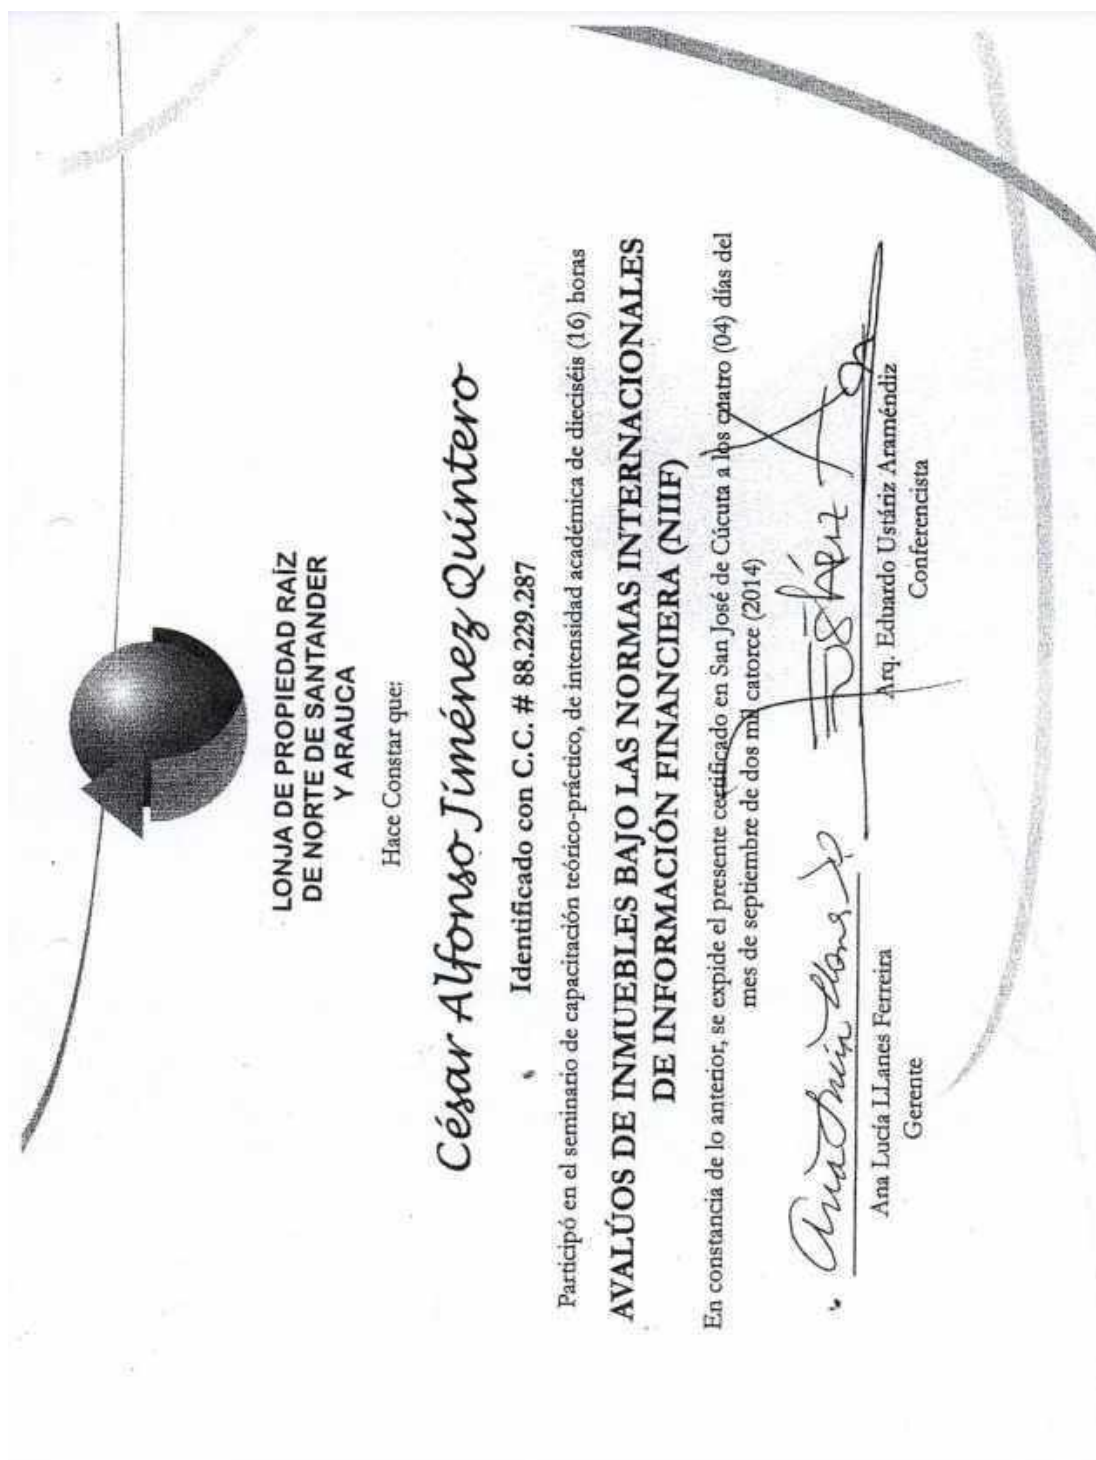 LONJA DE PROPIEDAD RAÍZ
DE NORTE DE SANTANDER
Y ARAUCA
Hace Constar que:
César Alfonso Jiménez Quintero
Identificado con C.C. # 88.229.287
Participó en el seminario de capacitación teórico-práctico, de intensidad académica de dieciséis (16) horas
AVALÚOS DE INMUEBLES BAJO LAS NORMAS INTERNACIONALES
DE INFORMACIÓN FINANCIERA (NIIF)
En constancia de lo anterior, se expide el presente certificado en San José de Cúcuta a los cuatro (04) días del
mes de septiembre de dos mil catorce (2014)
Ana Lucía LLanes Ferreira
Gerente
Arq. Eduardo Ustáriz Araméndiz
Conferencista